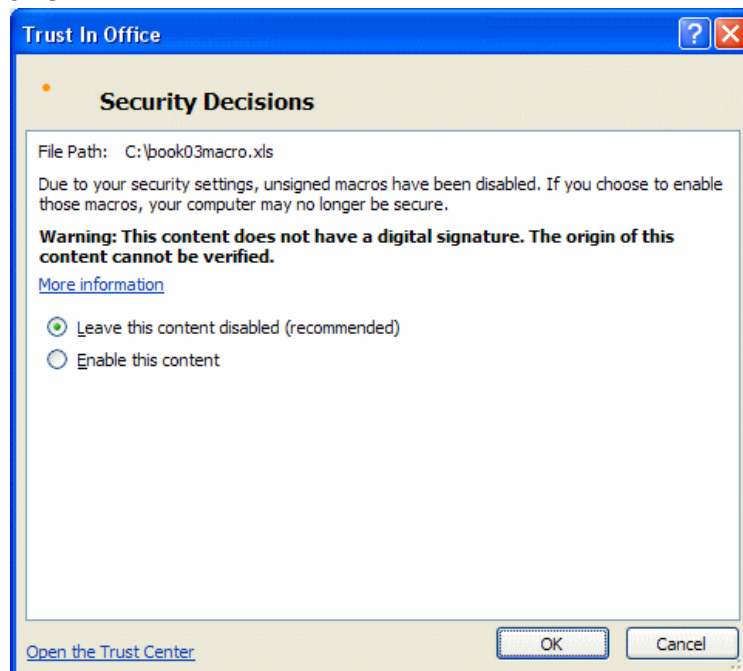 Trust In Office
Security Decisions
File Path: C:\book03macro.xls
Due to your security settings, unsigned macros have been disabled. If you choose to enable
those macros, your computer may no longer be secure.
Warning: This content does not have a digital signature. The origin of this
content cannot be verified.
More information
Leave this content disabled (recommended)
Enable this content
Open the Trust Center
OK
Cancel